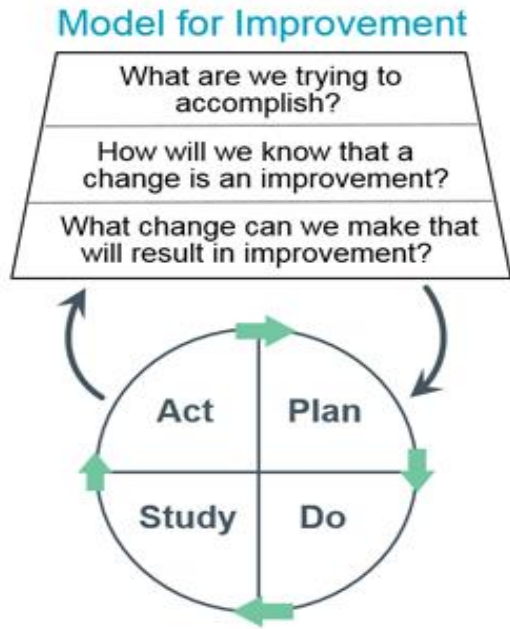 Model for Improvement
What are we trying to
accomplish?
How will we know that a
change is an improvement?
What change can we make that
will result in improvement?
Act
Plan
Study
Do